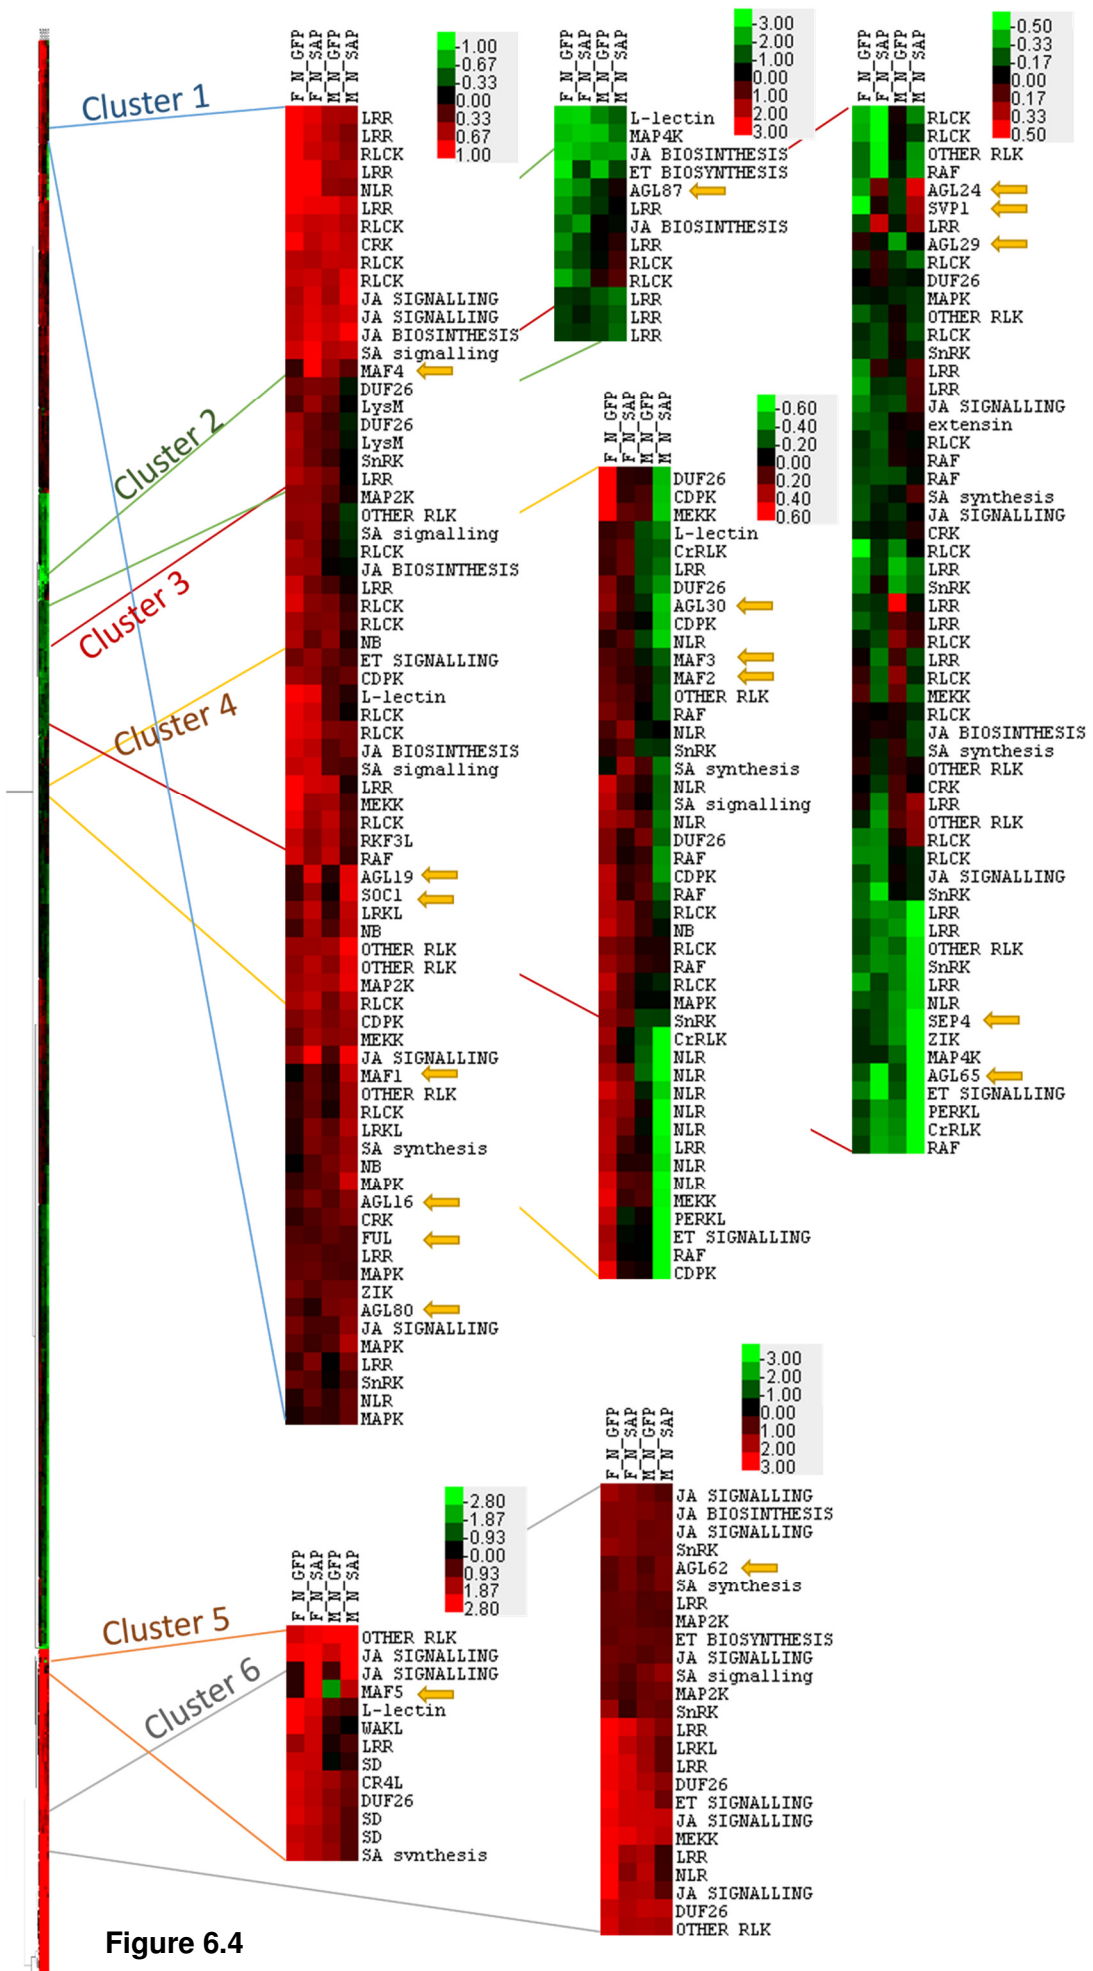 Cluster 1
Cluster 2
Cluster 3
Cluster 4
Cluster 5
Cluster 6
F_N_GFP
F_N_SAP
M_N_GFP
M_N_SAP
-1.00
-0.67
-0.33
0.00
0.33
0.67
1.00
LRR
LRR
RLCK
LRR
NLR
LRR
RLCK
CRK
RLCK
RLCK
JA SIGNALLING
JA SIGNALLING
JA BIOSINTHESIS
SA signalling
MAF4
DUF26
LysM
DUF26
LysM
SnRK
LRR
MAP2K
OTHER RLK
SA signalling
RLCK
JA BIOSINTHESIS
LRR
RLCK
RLCK
NB
ET SIGNALLING
CDPK
L-lectin
RLCK
RLCK
JA BIOSINTHESIS
SA signalling
LRR
MEKK
RLCK
RKF3L
RAF
AGL19
SOC1
LRKL
NB
OTHER RLK
OTHER RLK
MAP2K
RLCK
CDPK
MEKK
JA SIGNALLING
MAF1
OTHER RLK
RLCK
LRKL
SA synthesis
NB
MAPK
AGL16
CRK
FUL
LRR
MAPK
ZIK
AGL80
JA SIGNALLING
MAPK
LRR
SnRK
NLR
MAPK
F_N_GFP
F_N_SAP
M_N_GFP
M_N_SAP
-3.00
-2.00
-1.00
0.00
1.00
2.00
3.00
L-lectin
MAP4K
JA BIOSINTHESIS
ET BIOSYNTHESIS
AGL87
LRR
JA BIOSINTHESIS
LRR
RLCK
RLCK
LRR
LRR
LRR
F_N_GFP
F_N_SAP
M_N_GFP
M_N_SAP
-0.50
-0.33
-0.17
0.00
0.17
0.33
0.50
RLCK
RLCK
OTHER RLK
RAF
AGL24
SVP1
LRR
AGL29
RLCK
DUF26
MAPK
OTHER RLK
RLCK
SnRK
LRR
LRR
JA SIGNALLING
extensin
RLCK
RAF
RAF
SA synthesis
JA SIGNALLING
CRK
RLCK
LRR
SnRK
LRR
LRR
RLCK
LRR
RLCK
MEKK
RLCK
JA BIOSINTHESIS
SA synthesis
OTHER RLK
CRK
LRR
OTHER RLK
RLCK
RLCK
JA SIGNALLING
SnRK
LRR
LRR
OTHER RLK
SnRK
LRR
NLR
SEP4
ZIK
MAP4K
AGL65
ET SIGNALLING
PERKL
CrRLK
RAF
F_N_GFP
F_N_SAP
M_N_GFP
M_N_SAP
-0.60
-0.40
-0.20
0.00
0.20
0.40
0.60
DUF26
CDPK
MEKK
L-lectin
CrRLK
LRR
DUF26
AGL30
CDPK
NLR
MAF3
MAF2
OTHER RLK
RAF
NLR
SnRK
SA synthesis
NLR
SA signalling
NLR
DUF26
RAF
CDPK
RAF
RLCK
NB
RLCK
RAF
RLCK
MAPK
SnRK
CrRLK
NLR
NLR
NLR
NLR
NLR
LRR
NLR
NLR
MEKK
PERKL
ET SIGNALLING
RAF
CDPK
F_N_GFP
F_N_SAP
M_N_GFP
M_N_SAP
-2.80
-1.87
-0.93
-0.00
0.93
1.87
2.80
OTHER RLK
JA SIGNALLING
JA SIGNALLING
MAF5
L-lectin
WAKL
LRR
SD
CR4L
DUF26
SD
SD
SA synthesis
F_N_GFP
F_N_SAP
M_N_GFP
M_N_SAP
-3.00
-2.00
-1.00
0.00
1.00
2.00
3.00
JA SIGNALLING
JA BIOSINTHESIS
JA SIGNALLING
SnRK
AGL62
SA synthesis
LRR
MAP2K
ET BIOSYNTHESIS
JA SIGNALLING
SA signalling
MAP2K
SnRK
LRR
LRKL
LRR
DUF26
ET SIGNALLING
JA SIGNALLING
MEKK
LRR
NLR
JA SIGNALLING
DUF26
OTHER RLK
Figure 6.4